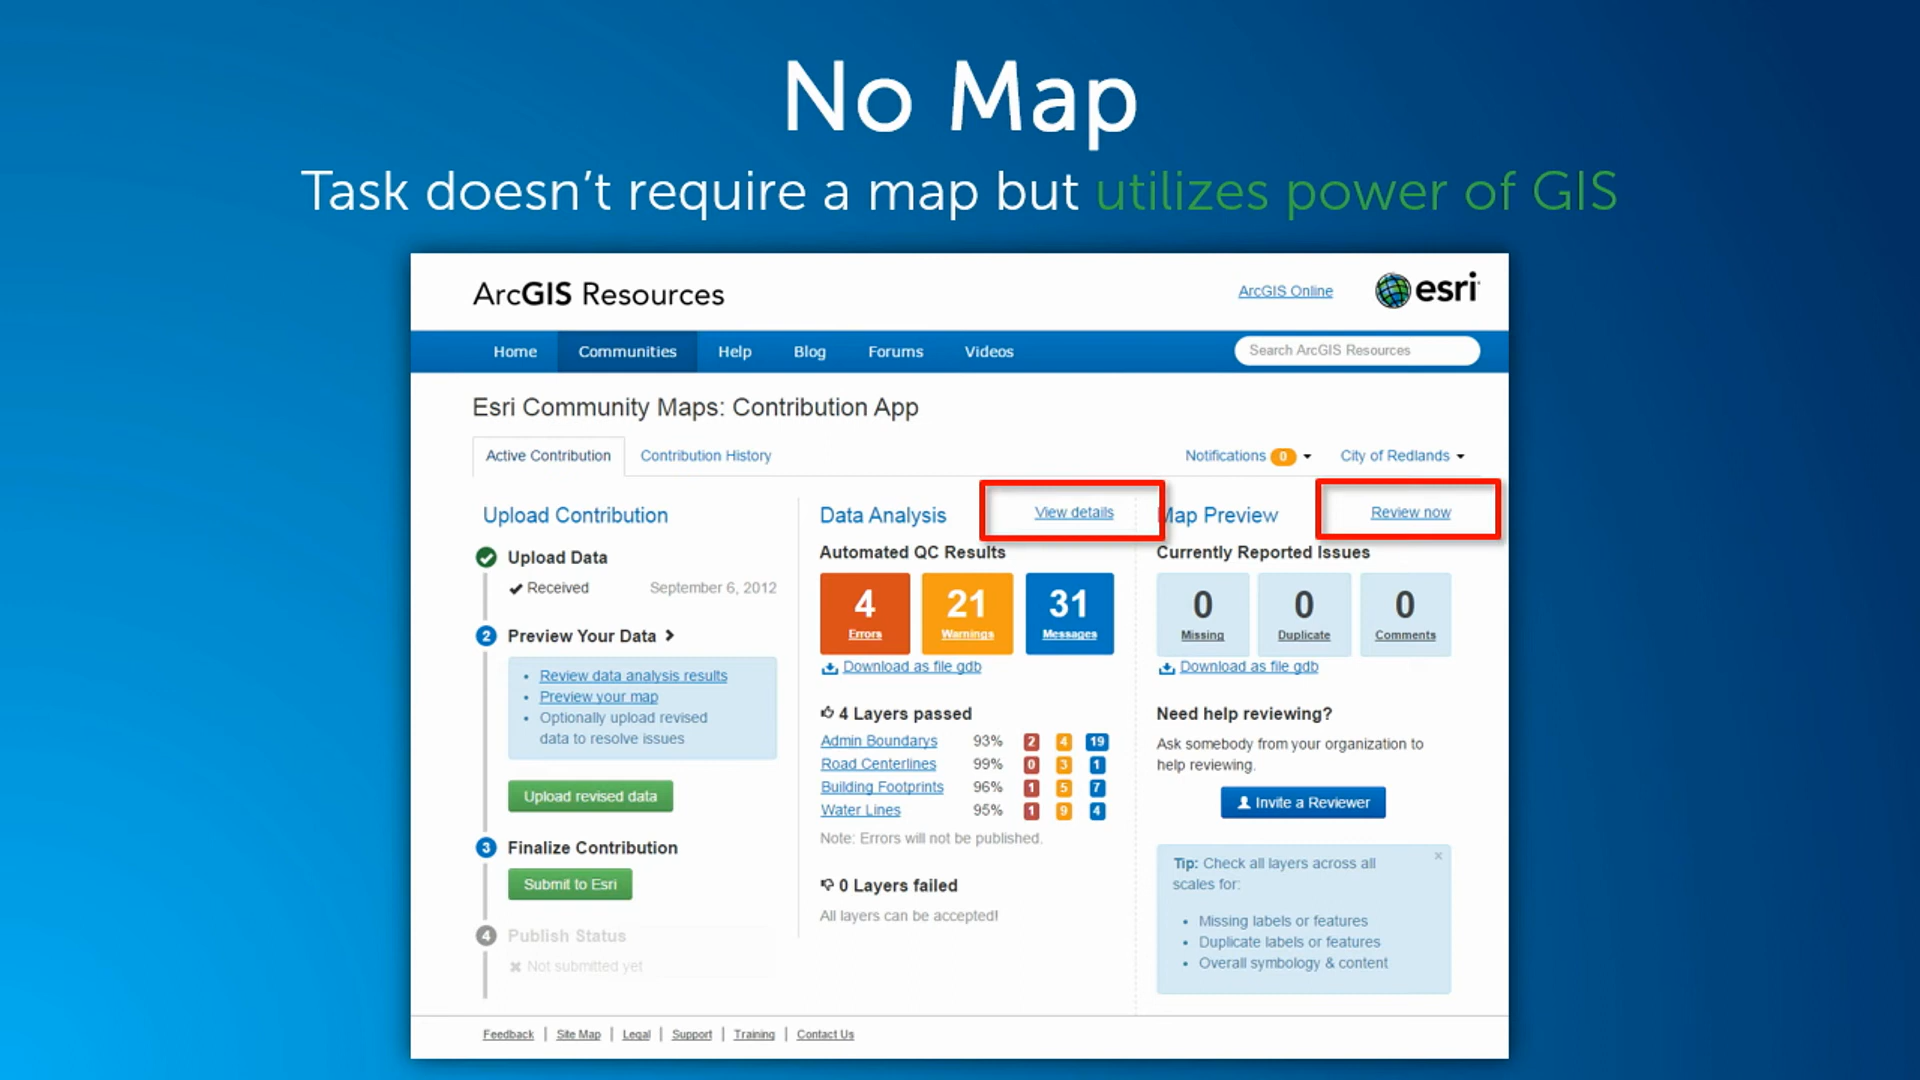 No Map
Task doesn't require a map but utilizes power of GIS
ArcGIS Resources
ArcGIS Online
esri
Home Communities Help Blog Forums Videos
Search ArcGIS Resources
Esri Community Maps: Contribution App
Active Contribution Contribution History
Notifications 0 City of Redlands
Upload Contribution
Upload Data
Received September 6, 2012
2 Preview Your Data
Review data analysis results
Preview your map
Optionally upload revised
data to resolve issues
Upload revised data
3 Finalize Contribution
Submit to Esri
4 Publish Status
Not submitted yet
Data Analysis View details
Automated QC Results
4 21 31
Errors Warnings Messages
Download as file gdb
4 Layers passed
Admin Boundarys 93% 2 4 19
Road Centerlines 99% 0 3 1
Building Footprints 96% 1 5 7
Water Lines 95% 1 9 4
Note: Errors will not be published.
0 Layers failed
All layers can be accepted!
Map Preview Review now
Currently Reported Issues
0 0 0
Missing Duplicate Comments
Download as file gdb
Need help reviewing?
Ask somebody from your organization to
help reviewing.
Invite a Reviewer
Tip: Check all layers across all
scales for:
Missing labels or features
Duplicate labels or features
Overall symbology & content
Feedback | Site Map | Legal | Support | Training | Contact Us